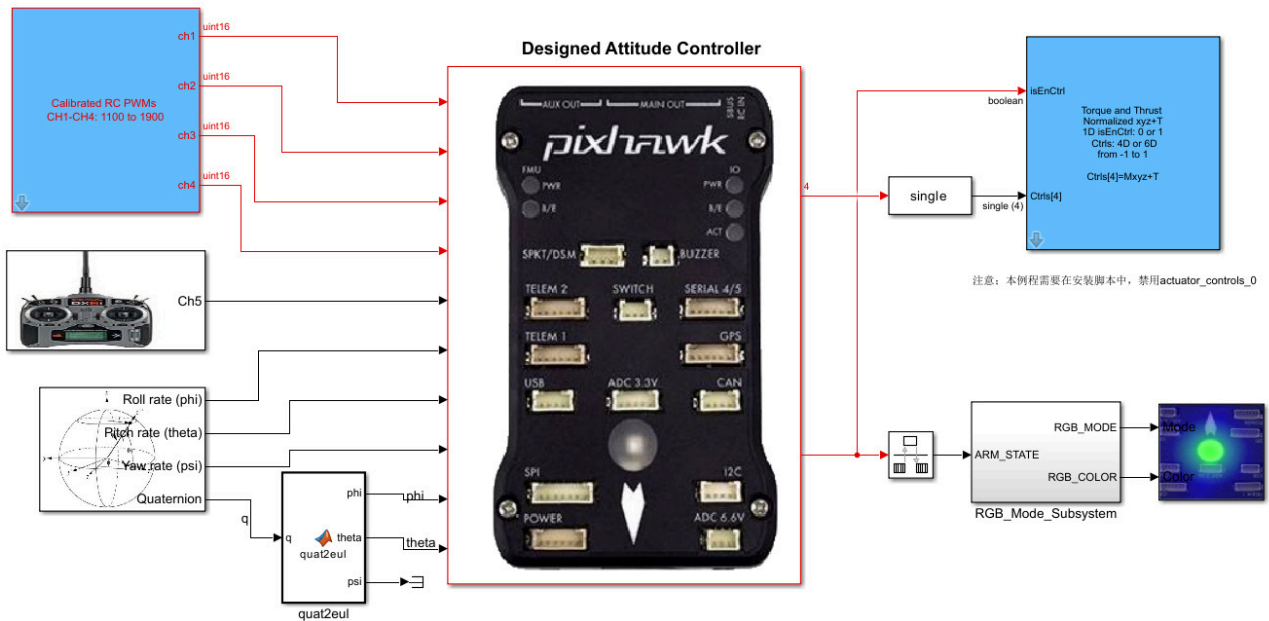 Designed Attitude Controller
Calibrated RC PWMs
CH1-CH4: 1100 to 1900
ch1
ch2
ch3
ch4
uint16
uint16
uint16
uint16
Ch5
Roll rate (phi)
Pitch rate (theta)
Yaw rate (psi)
Quaternion
q
q
quat2eul
phi
theta
psi
quat2eul
phi
theta
AUX OUT
MAIN OUT
SBUS
RC IN
pixhawk
FMU
PWR
B/E
IO
PWR
B/E
ACT
SPKT/DSM
BUZZER
TELEM 2
SWITCH
SERIAL 4/5
TELEM 1
GPS
USB
ADC 3.3V
CAN
SPI
I2C
POWER
ADC 6.6V
4
single
boolean
single (4)
isEnCtrl
Torque and Thrust
Normalized xyz+T
1D isEnCtrl: 0 or 1
Ctrls: 4D or 6D
from -1 to 1
Ctrls[4]=Mxyz+T
Ctrls[4]
注意：本例程需要在安装脚本中，禁用actuator_controls_0
ARM_STATE
RGB_MODE
RGB_COLOR
RGB_Mode_Subsystem
Mode
Color